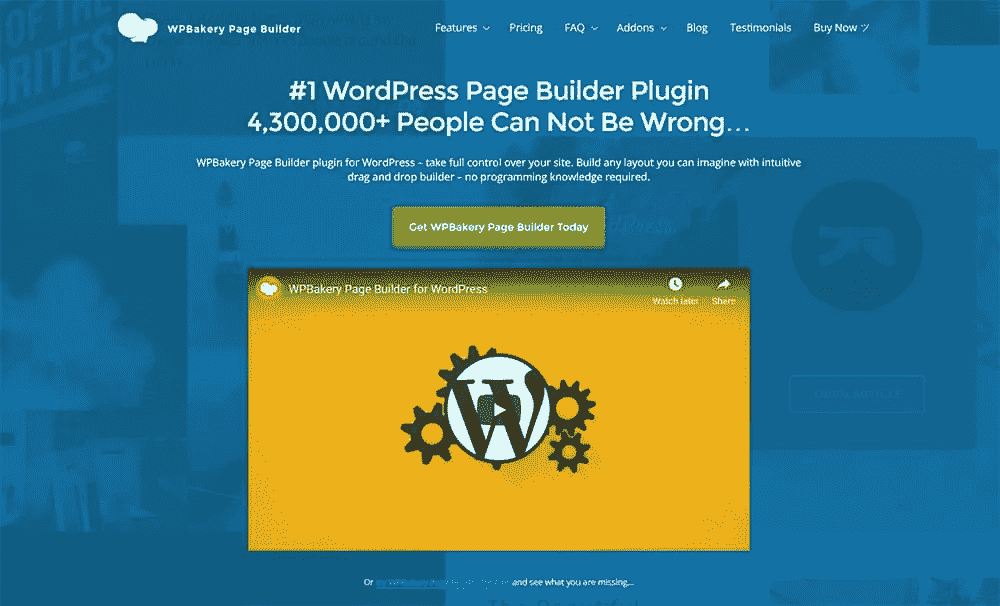 WPBakery Page Builder
Features
Pricing
FAQ
Addons
Blog
Testimonials
Buy Now ツ
#1 WordPress Page Builder Plugin
4,300,000+ People Can Not Be Wrong...
WPBakery Page Builder plugin for WordPress – take full control over your site. Build any layout you can imagine with intuitive
drag and drop builder – no programming knowledge required.
Get WPBakery Page Builder Today
WPBakery Page Builder for WordPress
Watch later
Share
W
Or
and see what you are missing...
OF THE